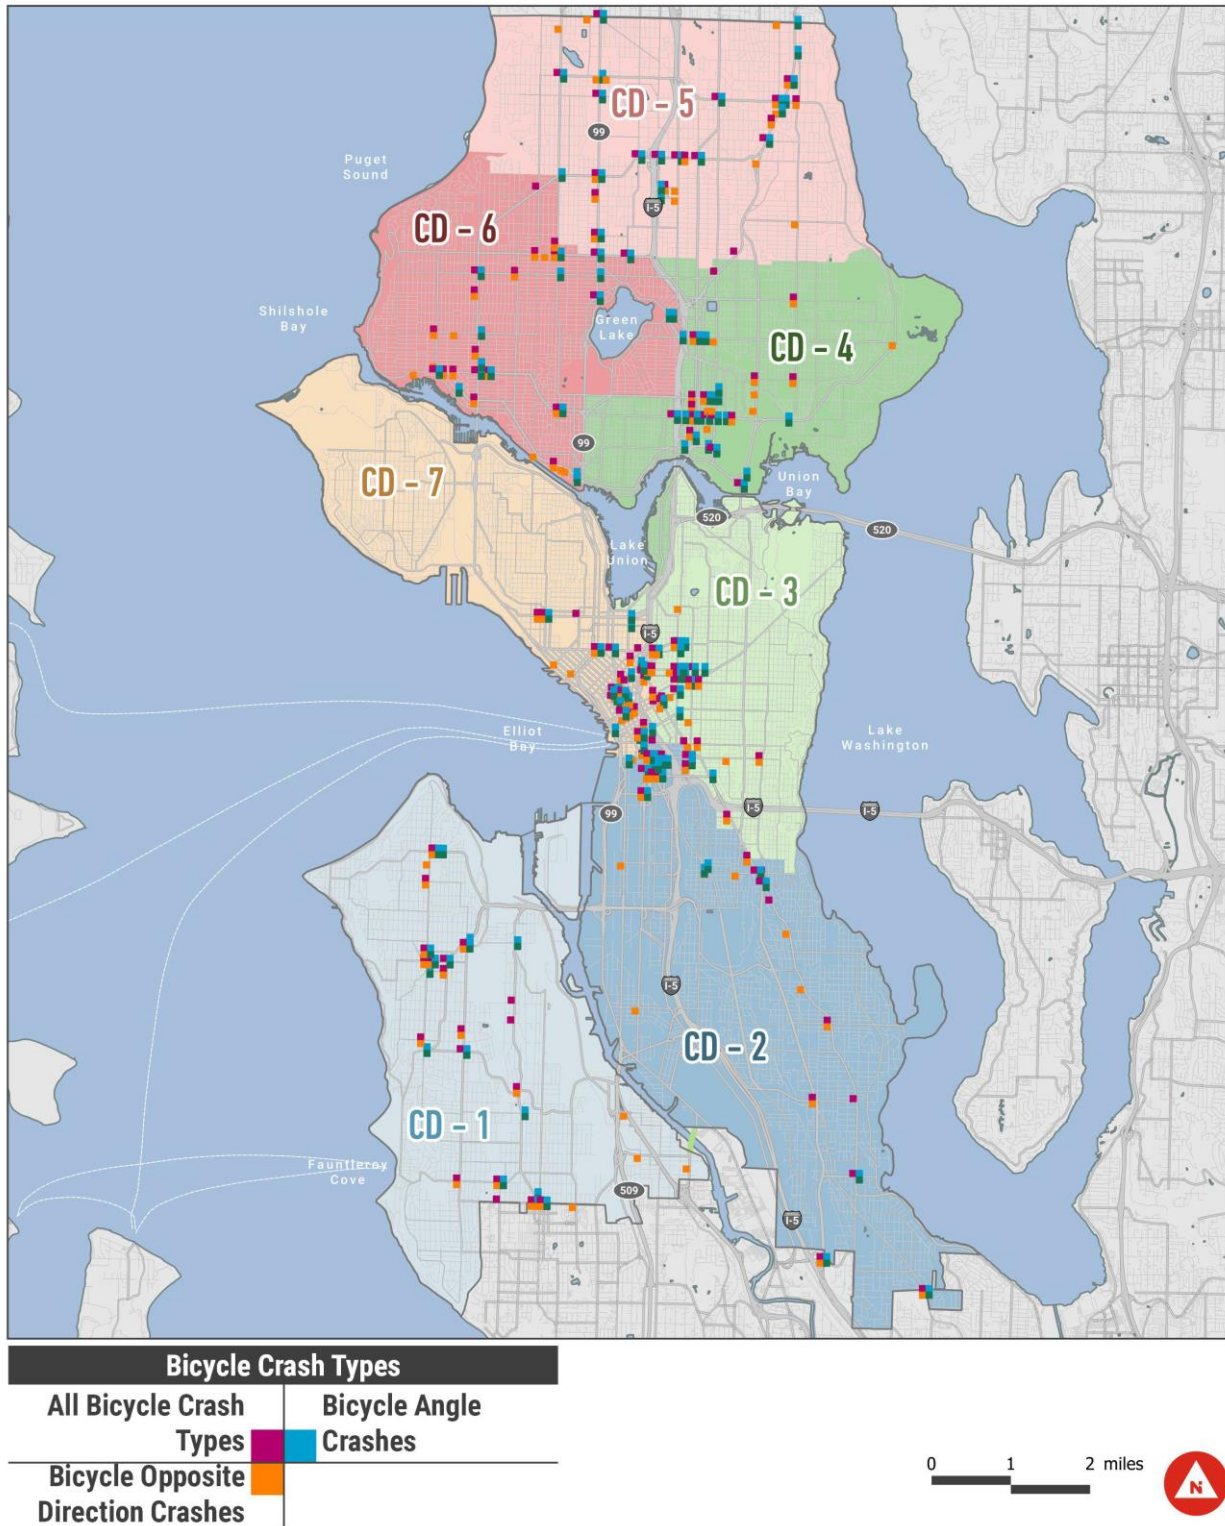 CD - 5
99
Puget
Sound
I-5
CD - 6
Shilshole
Bay
Green
Lake
CD - 4
99
CD - 7
Union
Bay
520
520
Lake
Union
CD - 3
I-5
Elliot
Bay
Lake
Washington
99
I-5
I-5
I-5
CD - 2
CD - 1
Fauntleroy
Cove
509
I-5
Bicycle Crash Types
All Bicycle Crash
Types
Bicycle Angle
Crashes
Bicycle Opposite
Direction Crashes
0 1 2 miles
N